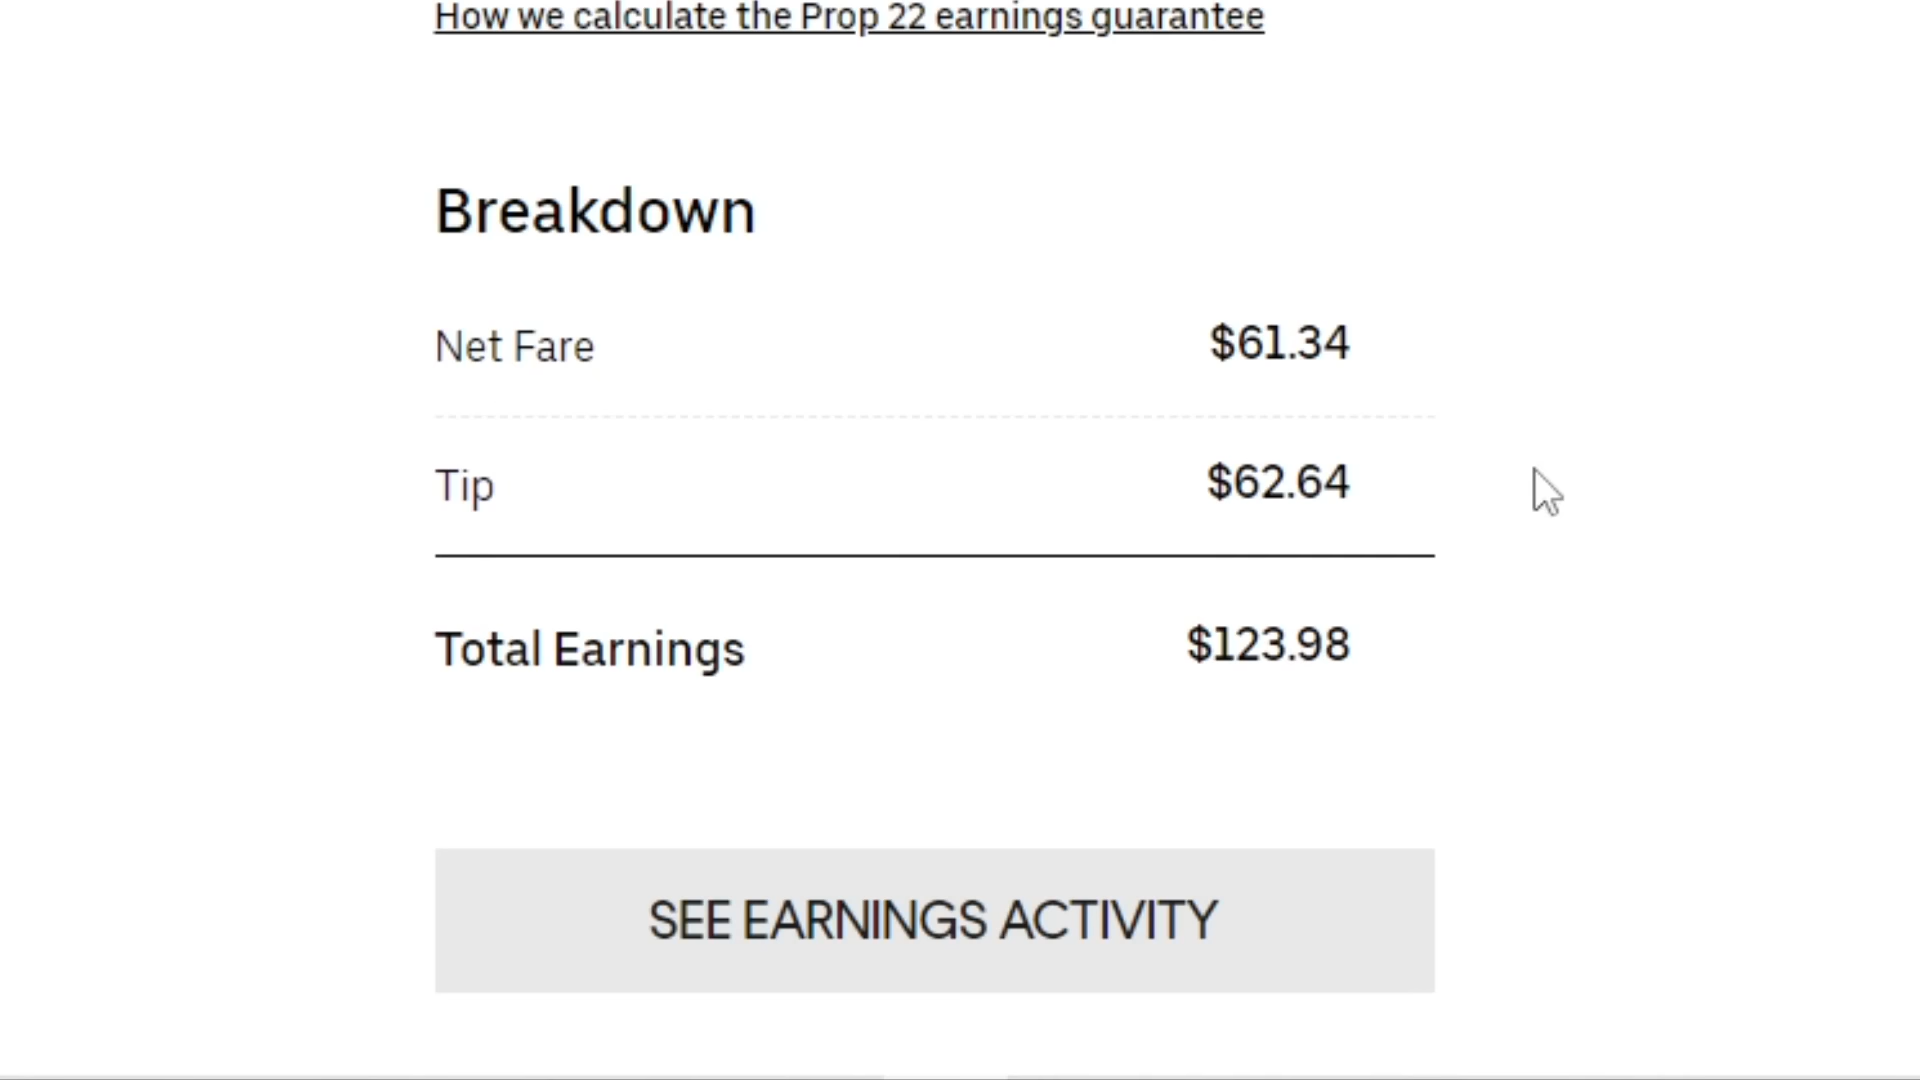 How we calculate the Prop 22 earnings guarantee
Breakdown
Net Fare $61.34
Tip $62.64
Total Earnings $123.98
SEE EARNINGS ACTIVITY